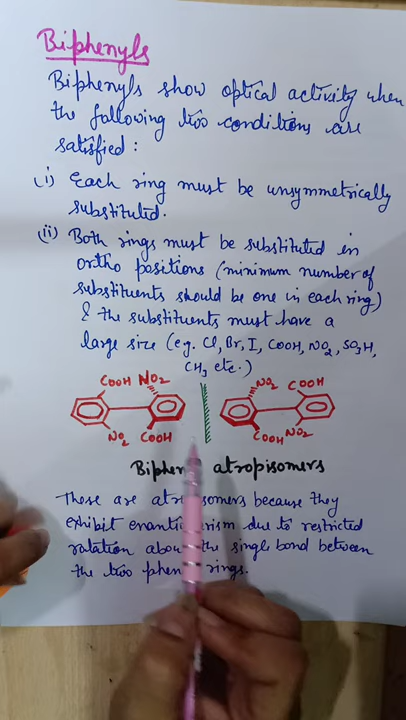 Biphenyls
Biphenyls show optical activity when
the following two conditions are
satisfied:
(i) Each ring must be unsymmetrically
substituted.
(ii) Both rings must be substituted in
ortho positions (minimum number of
substituents should be one in each ring)
& the substituents must have a
large size (eg. Cl, Br, I, COOH, NO2, SO3H,
CH3 etc.)
COOH NO2 NO2 COOH
NO2 COOH COOH NO2
atropisomers
These are because they
exhibit due to restricted
rotation the single bond between
the two rings.